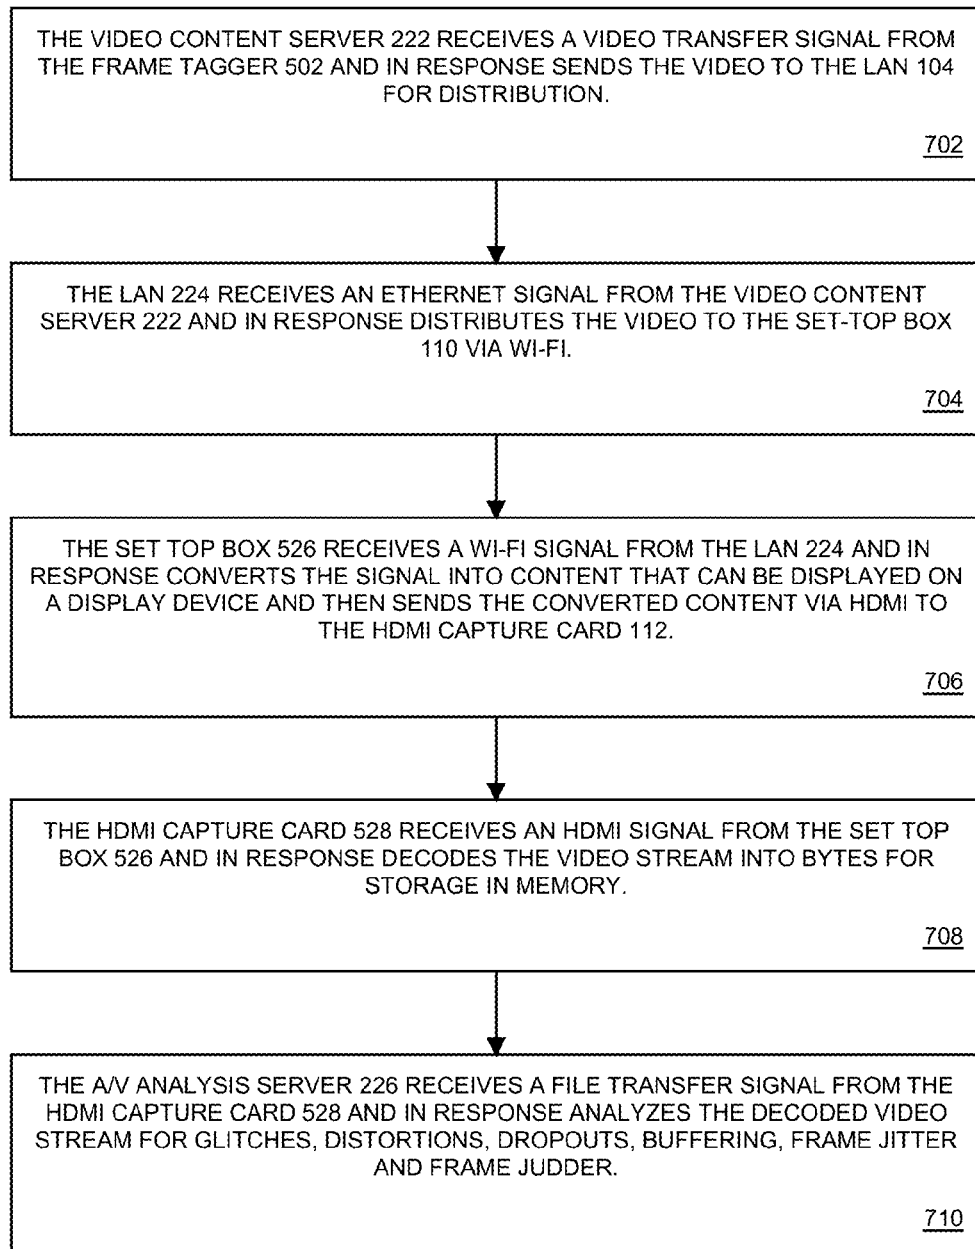 THE VIDEO CONTENT SERVER 222 RECEIVES A VIDEO TRANSFER SIGNAL FROM
THE FRAME TAGGER 502 AND IN RESPONSE SENDS THE VIDEO TO THE LAN 104
FOR DISTRIBUTION.
702
THE LAN 224 RECEIVES AN ETHERNET SIGNAL FROM THE VIDEO CONTENT
SERVER 222 AND IN RESPONSE DISTRIBUTES THE VIDEO TO THE SET-TOP BOX
110 VIA WI-FI.
704
THE SET TOP BOX 526 RECEIVES A WI-FI SIGNAL FROM THE LAN 224 AND IN
RESPONSE CONVERTS THE SIGNAL INTO CONTENT THAT CAN BE DISPLAYED ON
A DISPLAY DEVICE AND THEN SENDS THE CONVERTED CONTENT VIA HDMI TO
THE HDMI CAPTURE CARD 112.
706
THE HDMI CAPTURE CARD 528 RECEIVES AN HDMI SIGNAL FROM THE SET TOP
BOX 526 AND IN RESPONSE DECODES THE VIDEO STREAM INTO BYTES FOR
STORAGE IN MEMORY.
708
THE A/V ANALYSIS SERVER 226 RECEIVES A FILE TRANSFER SIGNAL FROM THE
HDMI CAPTURE CARD 528 AND IN RESPONSE ANALYZES THE DECODED VIDEO
STREAM FOR GLITCHES, DISTORTIONS, DROPOUTS, BUFFERING, FRAME JITTER
AND FRAME JUDDER.
710